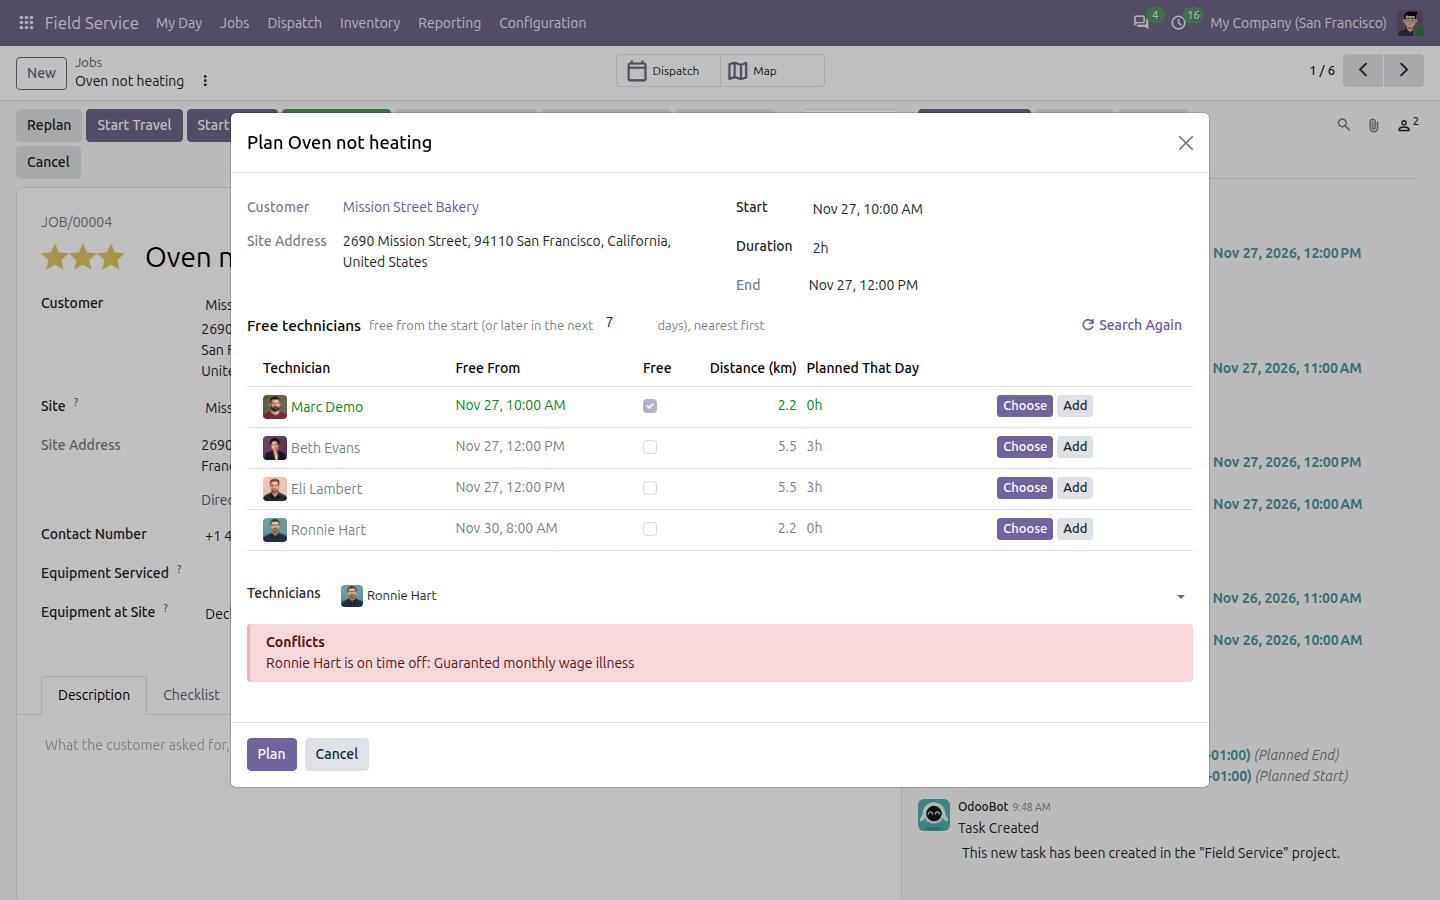 Field Service My Day Jobs Dispatch Inventory Reporting Configuration 4 16 My Company (San Francisco)
New Jobs
Oven not heating
Dispatch Map
1 / 6
Replan Start Travel Start
Cancel
2
JOB/00004
Oven n
Customer Miss
2690
San F
Unite
Site ? Miss
Site Address 2690
Franc
Direc
Contact Number +1 4
Equipment Serviced ?
Equipment at Site ? Deck
Description Checklist
What the customer asked for,
Plan Oven not heating
Customer Mission Street Bakery
Site Address 2690 Mission Street, 94110 San Francisco, California,
United States
Start Nov 27, 10:00 AM
Duration 2h
End Nov 27, 12:00 PM
Free technicians free from the start (or later in the next 7 days), nearest first
Search Again
Technician Free From Free Distance (km) Planned That Day
Marc Demo Nov 27, 10:00 AM 2.2 0h Choose Add
Beth Evans Nov 27, 12:00 PM 5.5 3h Choose Add
Eli Lambert Nov 27, 12:00 PM 5.5 3h Choose Add
Ronnie Hart Nov 30, 8:00 AM 2.2 0h Choose Add
Technicians Ronnie Hart
Conflicts
Ronnie Hart is on time off: Guaranted monthly wage illness
Plan Cancel
Nov 27, 2026, 12:00 PM
Nov 27, 2026, 11:00 AM
Nov 27, 2026, 12:00 PM
Nov 27, 2026, 10:00 AM
Nov 26, 2026, 11:00 AM
Nov 26, 2026, 10:00 AM
-01:00) (Planned End)
-01:00) (Planned Start)
OdooBot 9:48 AM
Task Created
This new task has been created in the "Field Service" project.